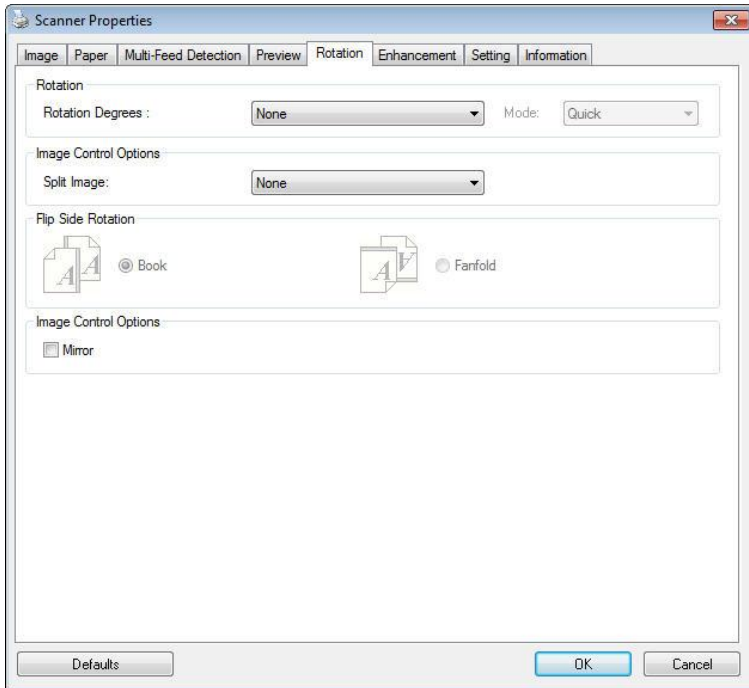 Scanner Properties
Image Paper Multi-Feed Detection Preview Rotation Enhancement Setting Information
Rotation
Rotation Degrees : None Mode: Quick
Image Control Options
Split Image: None
Flip Side Rotation
A A Book A A Fanfold
Image Control Options
Mirror
Defaults OK Cancel